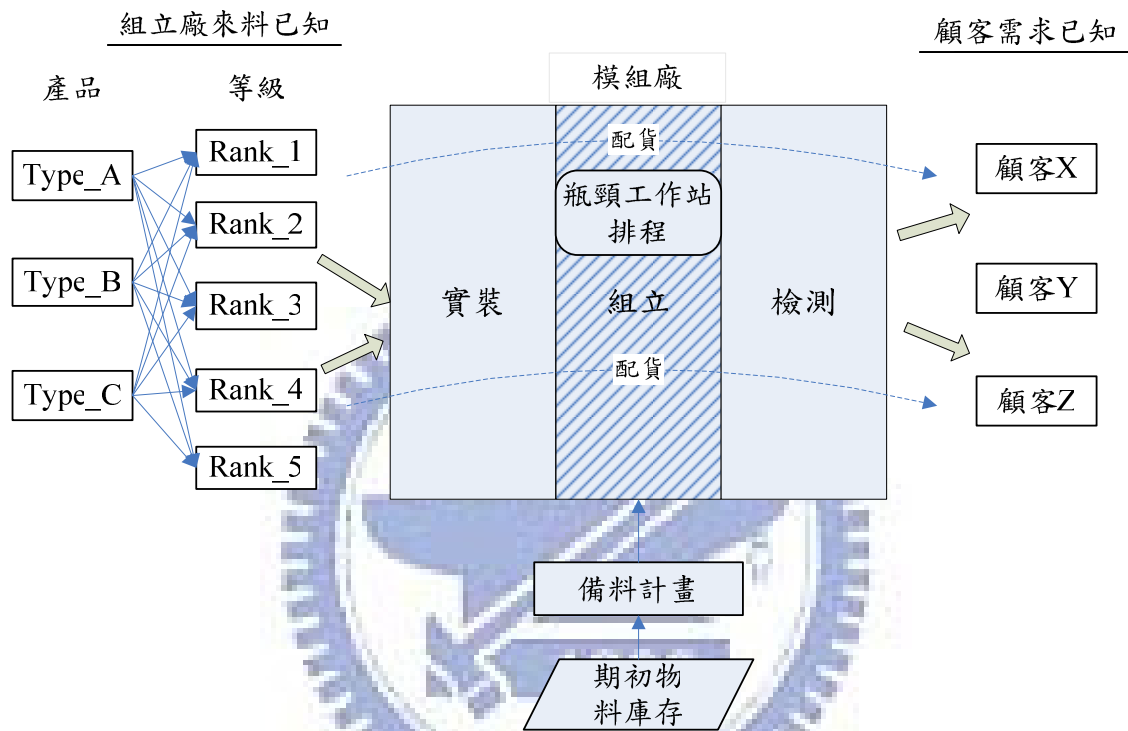 組立廠來料已知
顧客需求已知
產品
等級
模組廠
Type_A
Type_B
Type_C
Rank_1
Rank_2
Rank_3
Rank_4
Rank_5
配貨
瓶頸工作站
排程
實裝
組立
檢測
配貨
顧客X
顧客Y
顧客Z
備料計畫
期初物
料庫存